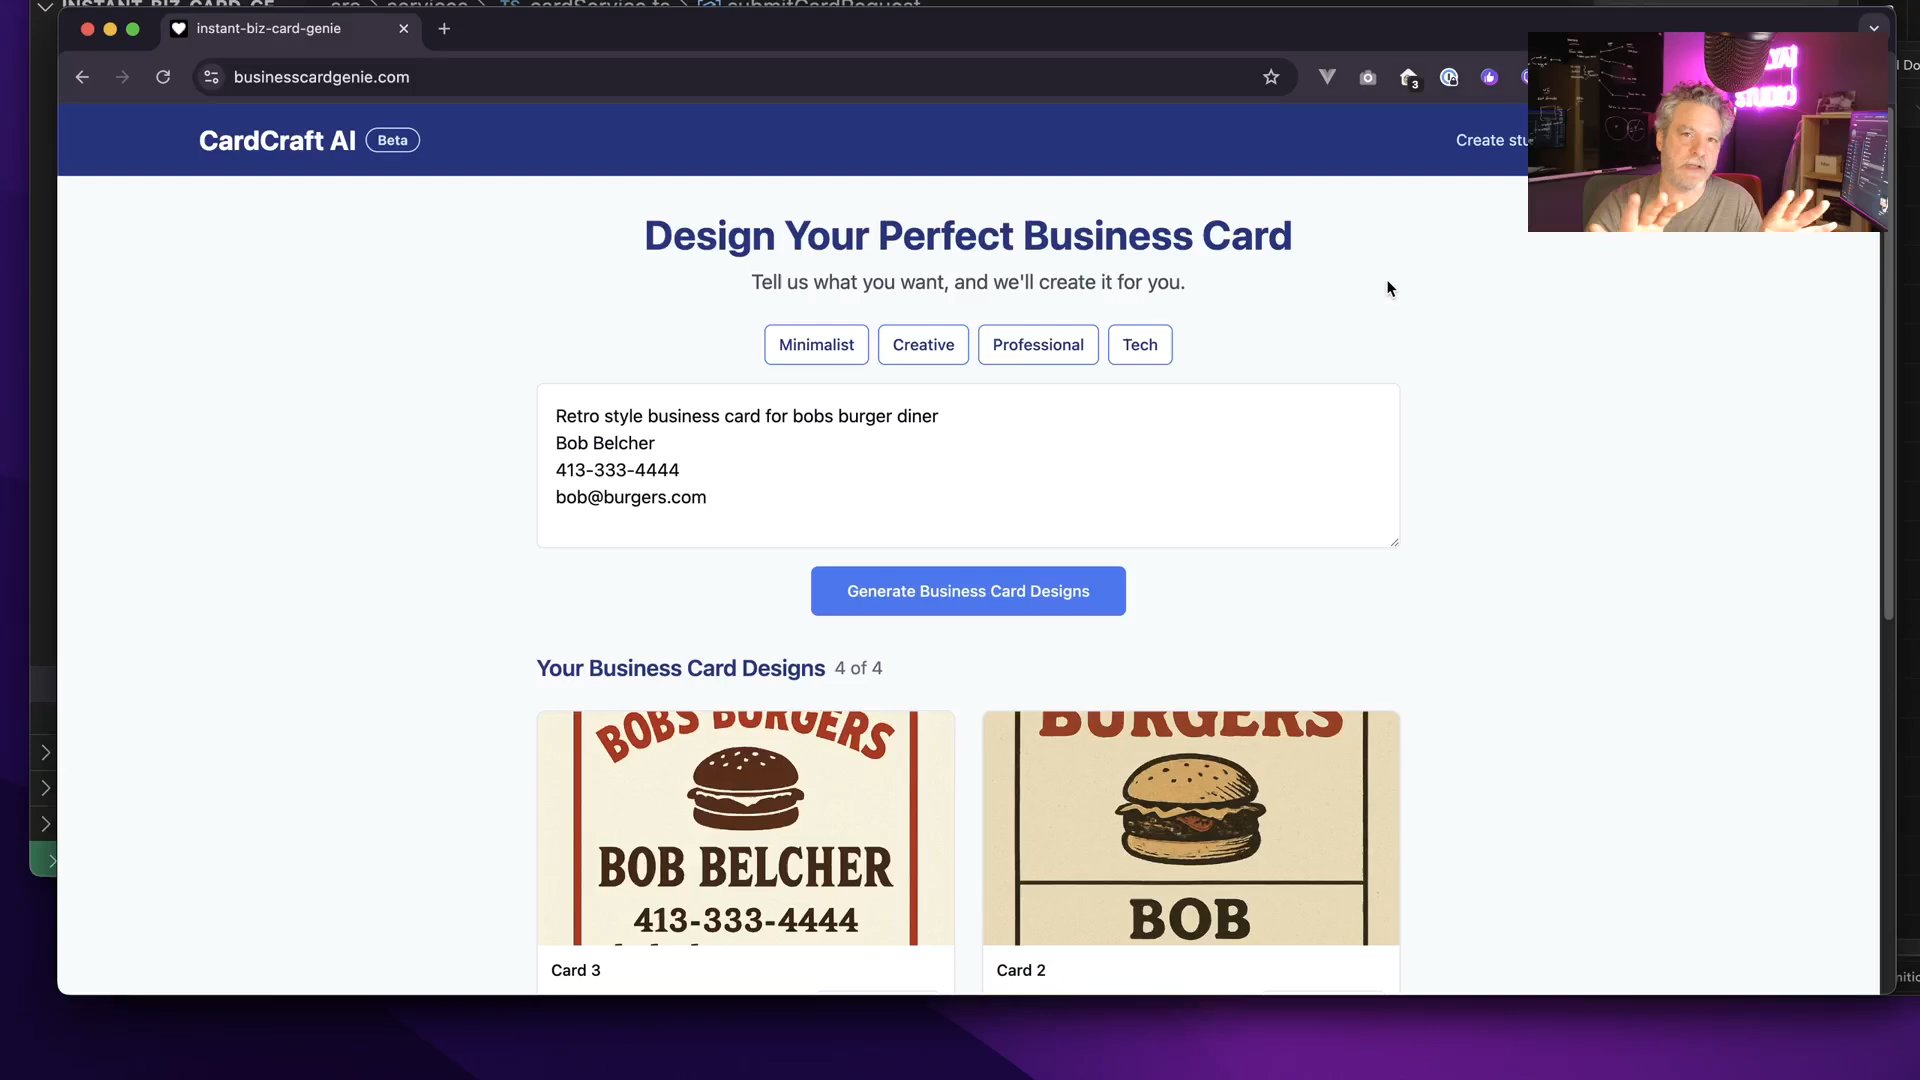 instant-biz-card-genie
businesscardgenie.com
3
CardCraft AI Beta
Create
STUDIO
Design Your Perfect Business Card
Tell us what you want, and we'll create it for you.
Minimalist Creative Professional Tech
Retro style business card for bobs burger diner
Bob Belcher
413-333-4444
bob@burgers.com
Generate Business Card Designs
Your Business Card Designs 4 of 4
BOBS BURGERS
BOB BELCHER
413-333-4444
BURGERS
BOB
Card 3
Card 2